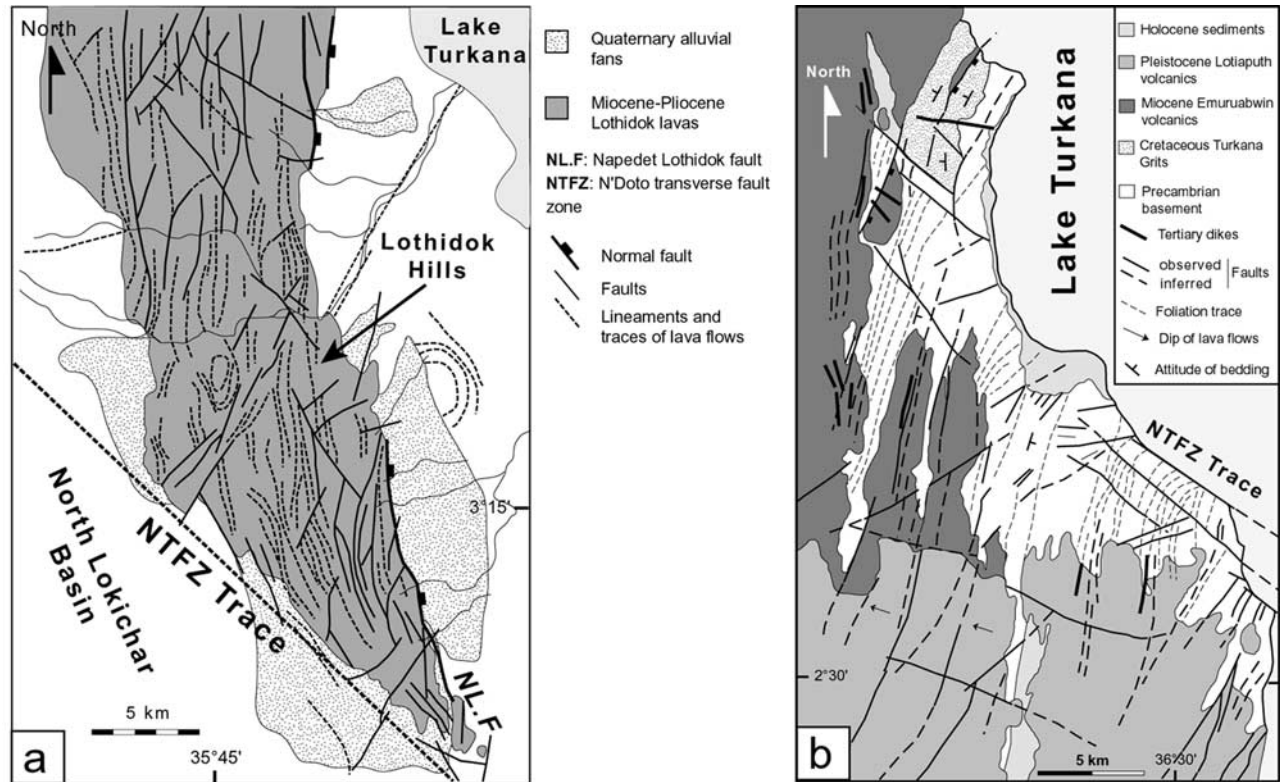 North
Lake
Turkana
Lothidok
Hills
3°15'
North Lokichar
Basin
NTFZ Trace
NL.F
5 km
35°45'
a
Quaternary alluvial
fans
Miocene-Pliocene
Lothidok lavas
NL.F: Napedet Lothidok fault
NTFZ: N'Doto transverse fault
zone
Normal fault
Faults
Lineaments and
traces of lava flows
b
North
Lake Turkana
NTFZ Trace
2°30'
5 km
36°30'
Holocene sediments
Pleistocene Lotiaputh
volcanics
Miocene Emuruabwin
volcanics
Cretaceous Turkana
Grits
Precambrian
basement
Tertiary dikes
observed
inferred
Faults
Foliation trace
Dip of lava flows
Attitude of bedding